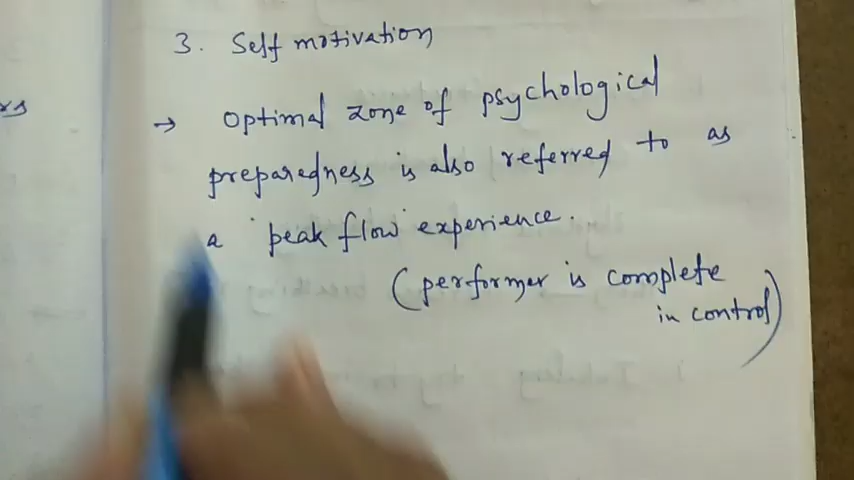 3. Self motivation
→ Optimal zone of psychological
preparedness is also referred to as
a 'peak flow' experience.
(performer is complete
in control)